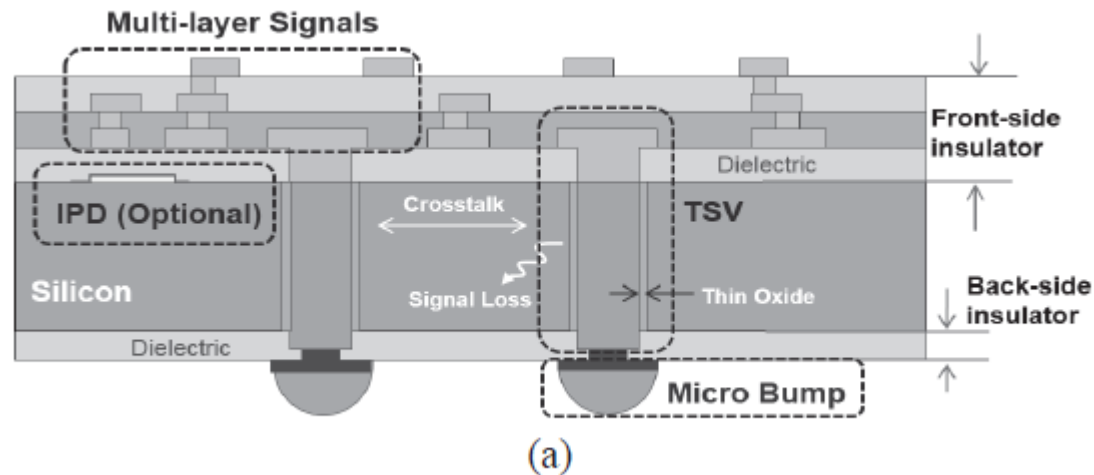 Multi-layer Signals
Front-side
insulator
Dielectric
IPD (Optional)
Crosstalk
TSV
Silicon
Signal Loss
Thin Oxide
Back-side
insulator
Dielectric
Micro Bump
(a)